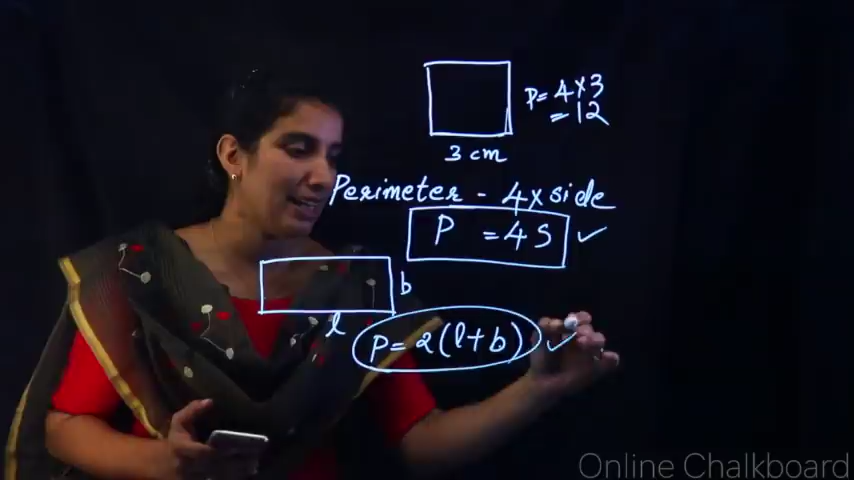 P= 4×3
= 12
3 cm
Perimeter - 4×side
P = 4S
b
l
P= 2(l+b)
Online Chalkboard